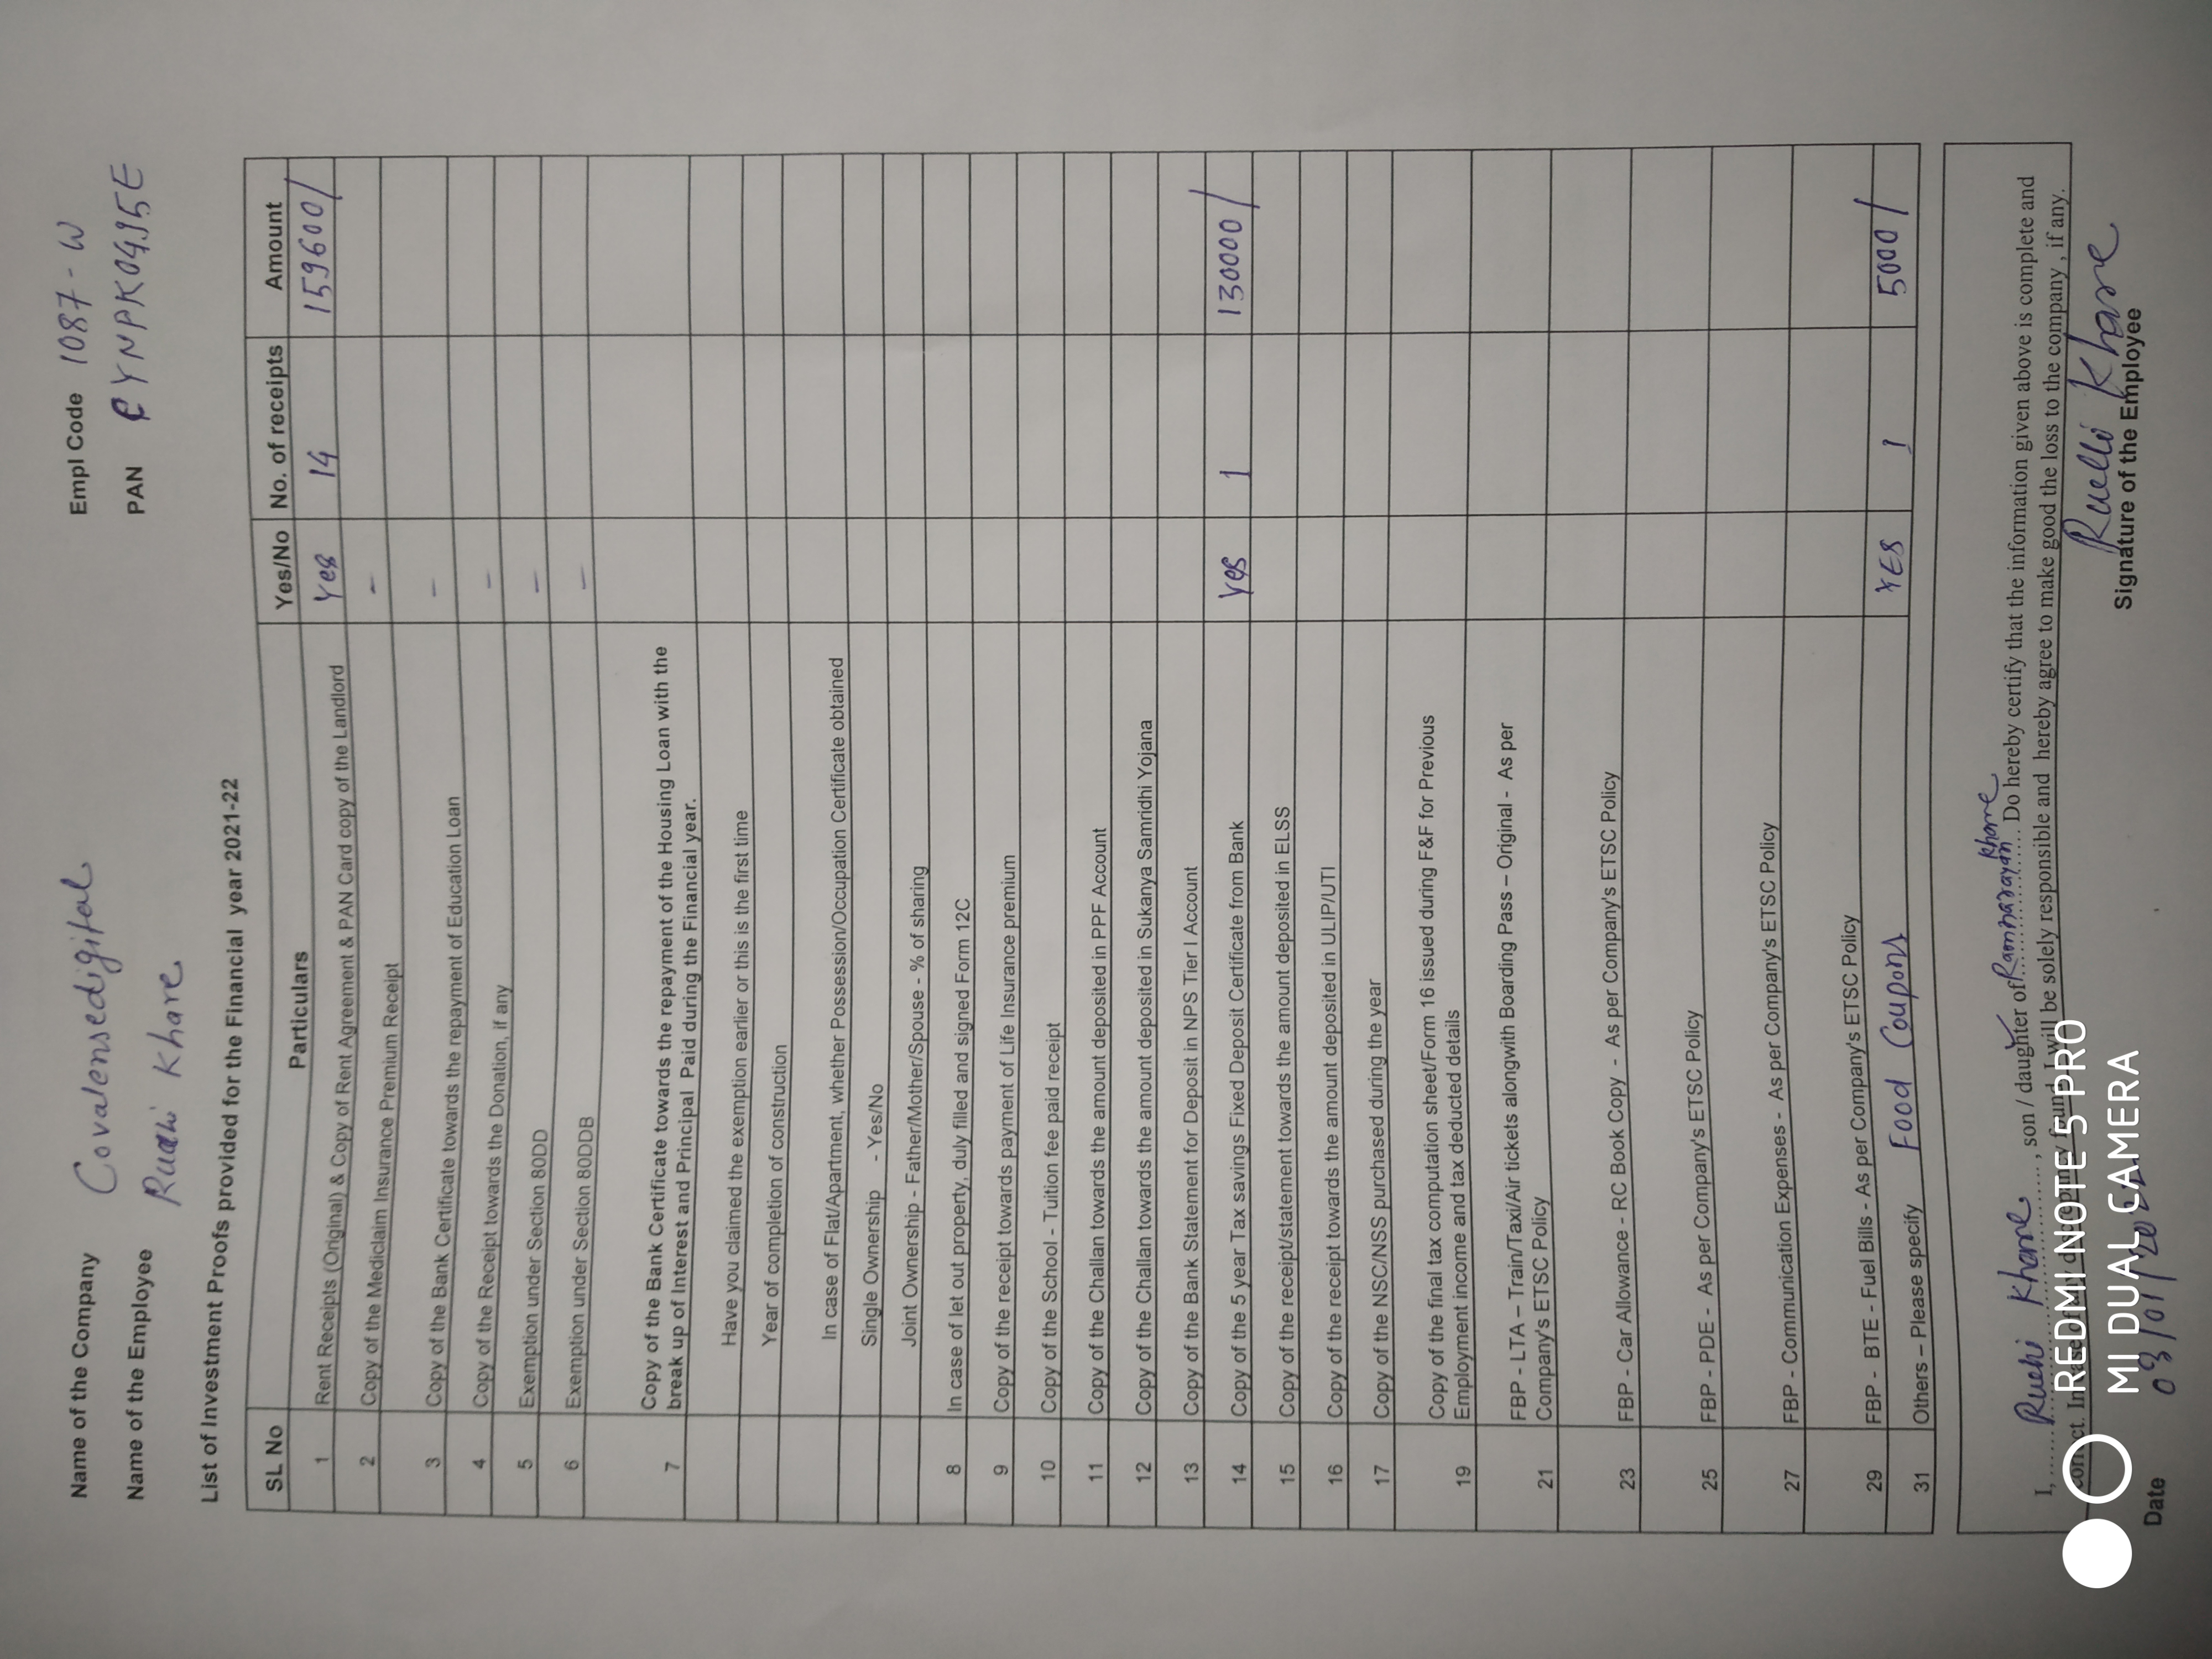 Name of the Company Covalensedigital Empl Code 1087-W
Name of the Employee Ruchi Khare PAN
List of Investment Proofs provided for the Financial year 2021-22
SL No Particulars Yes/No No. of receipts Amount
1 Rent Receipts (Original) & Copy of Rent Agreement & PAN Card copy of the Landlord Yes 14 159600/
2 Copy of the Mediclaim Insurance Premium Receipt –
3 Copy of the Bank Certificate towards the repayment of Education Loan –
4 Copy of the Receipt towards the Donation, if any –
5 Exemption under Section 80DD –
6 Exemption under Section 80DDB –
7 Copy of the Bank Certificate towards the repayment of the Housing Loan with the
break up of Interest and Principal Paid during the Financial year.
Have you claimed the exemption earlier or this is the first time
Year of completion of construction
In case of Flat/Apartment, whether Possession/Occupation Certificate obtained
Single Ownership - Yes/No
Joint Ownership - Father/Mother/Spouse - % of sharing
8 In case of let out property, duly filled and signed Form 12C
9 Copy of the receipt towards payment of Life Insurance premium
10 Copy of the School - Tuition fee paid receipt
11 Copy of the Challan towards the amount deposited in PPF Account
12 Copy of the Challan towards the amount deposited in Sukanya Samridhi Yojana
13 Copy of the Bank Statement for Deposit in NPS Tier I Account
14 Copy of the 5 year Tax savings Fixed Deposit Certificate from Bank Yes 1 130000/
15 Copy of the receipt/statement towards the amount deposited in ELSS
16 Copy of the receipt towards the amount deposited in ULIP/UTI
17 Copy of the NSC/NSS purchased during the year
Copy of the final tax computation sheet/Form 16 issued during F&F for Previous
19 Employment income and tax deducted details
FBP - LTA – Train/Taxi/Air tickets alongwith Boarding Pass – Original - As per
21 Company's ETSC Policy
23 FBP - Car Allowance - RC Book Copy - As per Company's ETSC Policy
25 FBP - PDE - As per Company's ETSC Policy
27 FBP - Communication Expenses - As per Company's ETSC Policy
29 FBP - BTE - Fuel Bills - As per Company's ETSC Policy
31 Others – Please specify Food Coupons YES 1 5000/
I, Ruchi Khare, son / daughter of Ramnarayan Khare. Do hereby certify that the information given above is complete and
correct. In case of any discrepancy found, I will be solely responsible and hereby agree to make good the loss to the company , if any.
Ruchi Khare
Signature of the Employee
Date 03/01/2022
REDMI NOTE 5 PRO
MI DUAL CAMERA